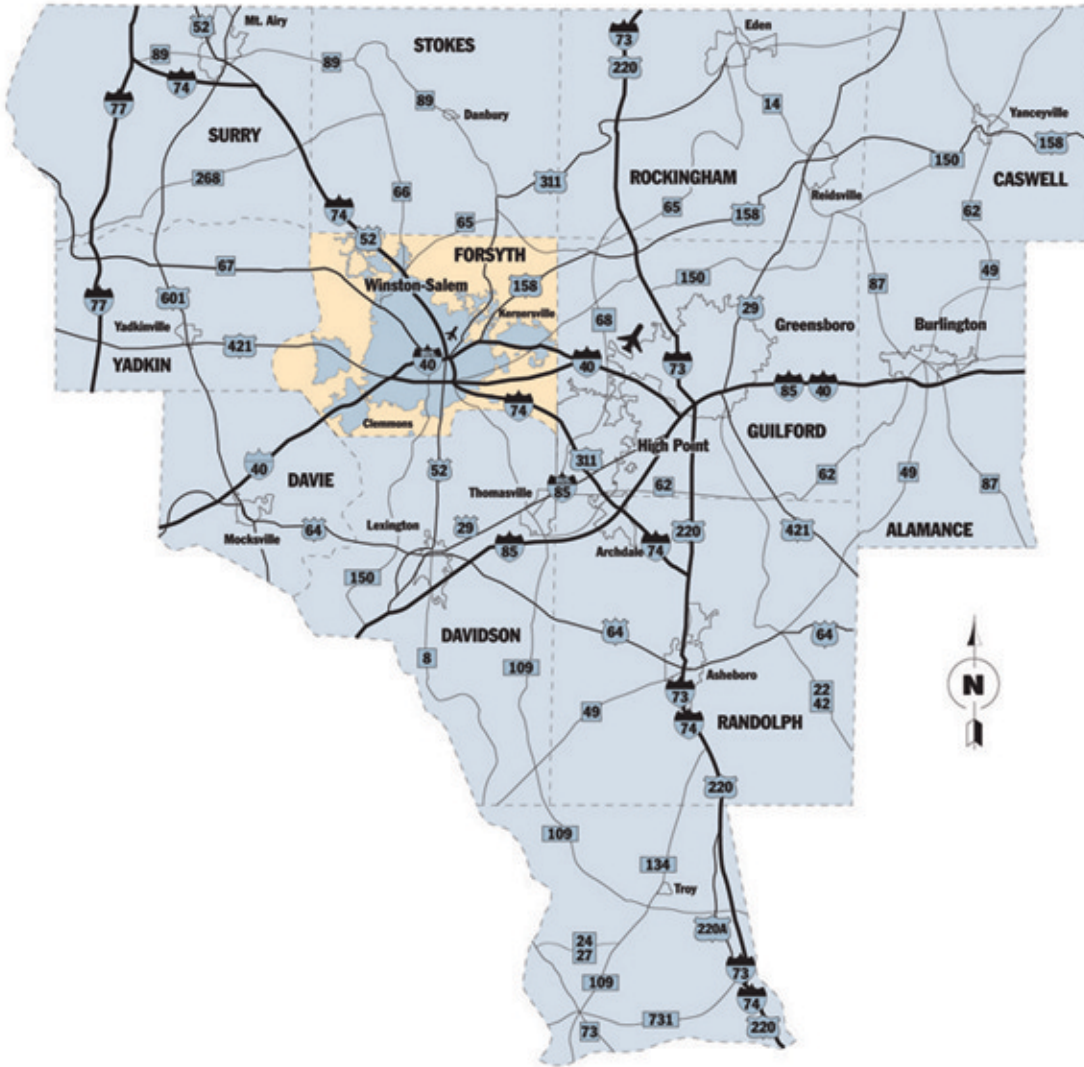 52
Mt. Airy
73
Eden
STOKES
220
89
89
74
77
89
14
Danbury
Yanceyville
SURRY
158
150
311
ROCKINGHAM
CASWELL
268
66
65
Reidsville
74
65
158
62
52
FORSYTH
67
Winston-Salem
150
49
158
87
77
601
Kernersville
29
68
Greensboro
Burlington
Yadkinville
421
YADKIN
40
40
73
85
40
74
Clemmons
GUILFORD
High Point
311
40
52
DAVIE
62
49
Thomasville
85
62
87
Lexington
29
64
220
421
ALAMANCE
Mocksville
85
Archdale
74
150
DAVIDSON
64
64
8
109
Asheboro
73
22
42
49
74
RANDOLPH
N
220
109
134
Troy
220A
24
27
73
109
74
731
73
220